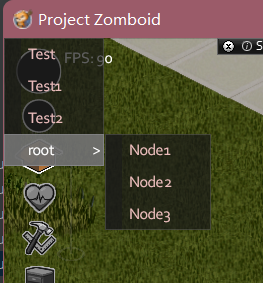 Project Zomboid
Test
FPS: 90
Test1
Test2
root >
Node1
Node2
Node3